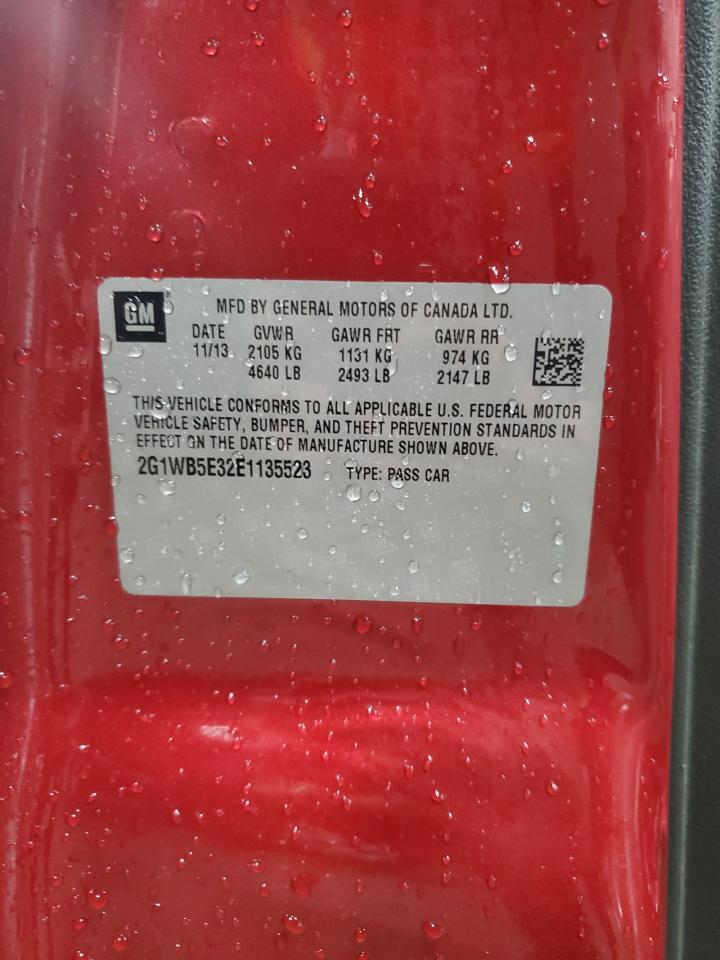 GM
MFD BY GENERAL MOTORS OF CANADA LTD.
DATE GVWR GAWR FRT GAWR RR
11/13 2105 KG 1131 KG 974 KG
4640 LB 2493 LB 2147 LB
THIS VEHICLE CONFORMS TO ALL APPLICABLE U.S. FEDERAL MOTOR
VEHICLE SAFETY, BUMPER, AND THEFT PREVENTION STANDARDS IN
EFFECT ON THE DATE OF MANUFACTURE SHOWN ABOVE.
2G1WB5E32E1135523 TYPE: PASS CAR